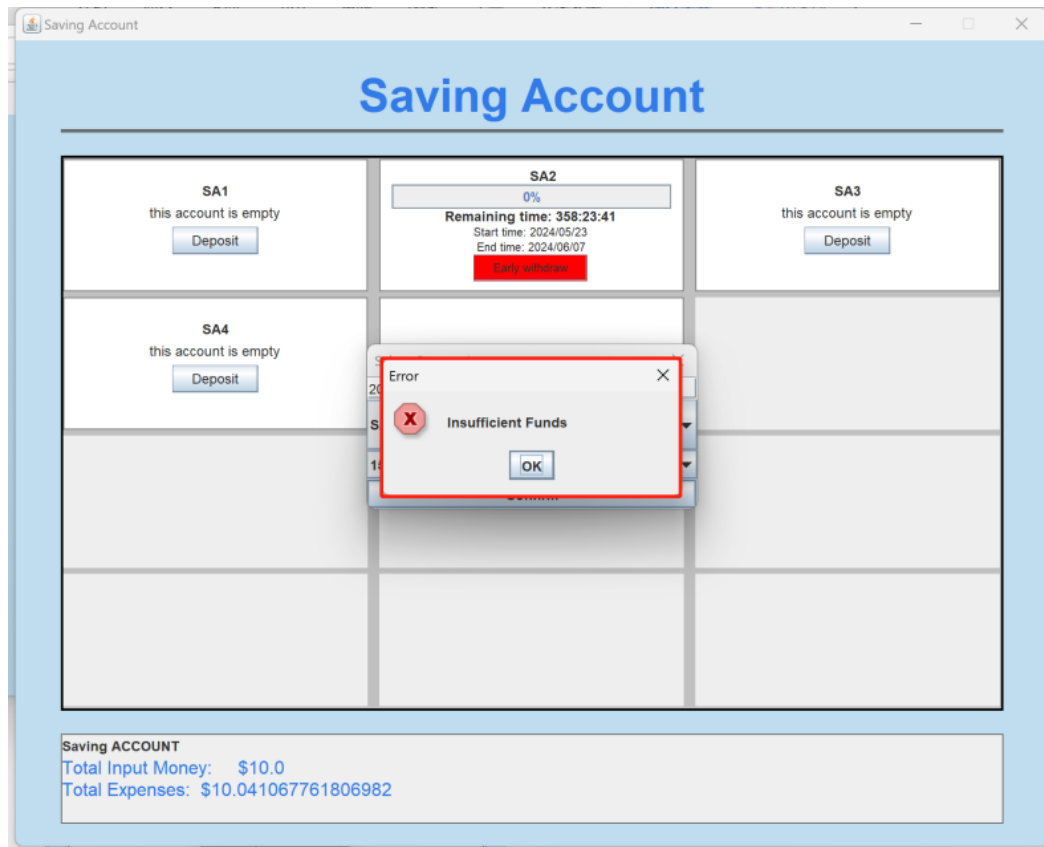 Saving Account
Saving Account
SA1
this account is empty
Deposit
SA2
0%
Remaining time: 358:23:41
Start time: 2024/05/23
End time: 2024/06/07
Early withdraw
SA3
this account is empty
Deposit
SA4
this account is empty
Deposit
Error
Insufficient Funds
OK
Saving ACCOUNT
Total Input Money: $10.0
Total Expenses: $10.041067761806982